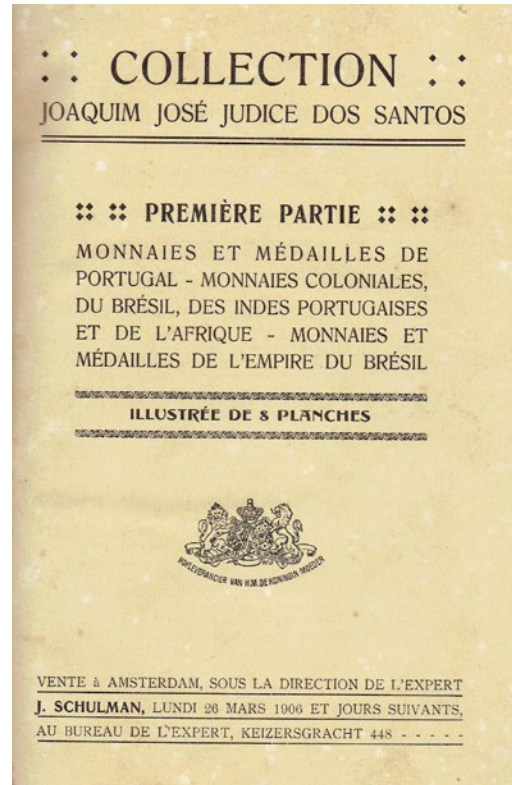 COLLECTION
JOAQUIM JOSÉ JUDICE DOS SANTOS
PREMIÈRE PARTIE
MONNAIES ET MÉDAILLES DE
PORTUGAL - MONNAIES COLONIALES,
DU BRÉSIL, DES INDES PORTUGAISES
ET DE L'AFRIQUE - MONNAIES ET
MÉDAILLES DE L'EMPIRE DU BRÉSIL
ILLUSTRÉE DE 8 PLANCHES
HOFLEVERANCIER VAN H.M. DE KONINGIN MOEDER
VENTE à AMSTERDAM, SOUS LA DIRECTION DE L'EXPERT
J. SCHULMAN, LUNDI 26 MARS 1906 ET JOURS SUIVANTS,
AU BUREAU DE L'EXPERT, KEIZERSGRACHT 448 - - - - -